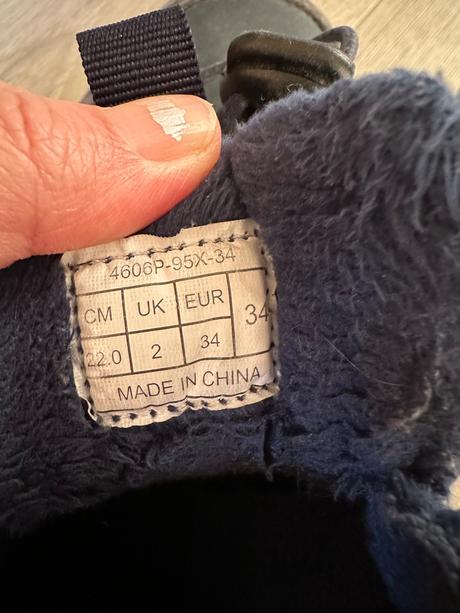 4606P-95X-34
CM UK EUR 34
22.0 2 34
MADE IN CHINA